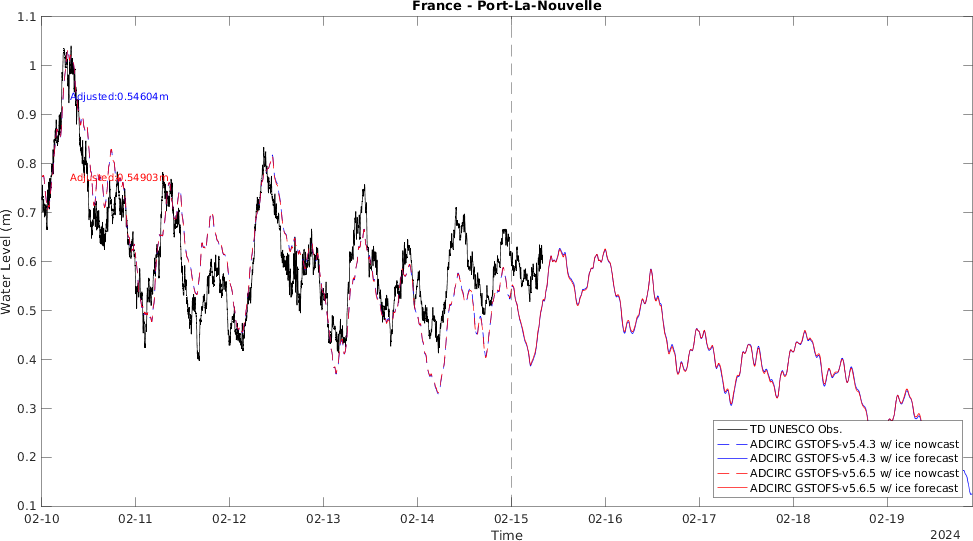 France - Port-La-Nouvelle
1.1
1
0.9
0.8
0.7
0.6
0.5
0.4
0.3
0.2
0.1
Water Level (m)
Adjusted:0.54604m
Adjusted:0.54903m
TD UNESCO Obs.
ADCIRC GSTOFS-v5.4.3 w/ ice nowcast
ADCIRC GSTOFS-v5.4.3 w/ ice forecast
ADCIRC GSTOFS-v5.6.5 w/ ice nowcast
ADCIRC GSTOFS-v5.6.5 w/ ice forecast
02-10 02-11 02-12 02-13 02-14 02-15 02-16 02-17 02-18 02-19
Time
2024